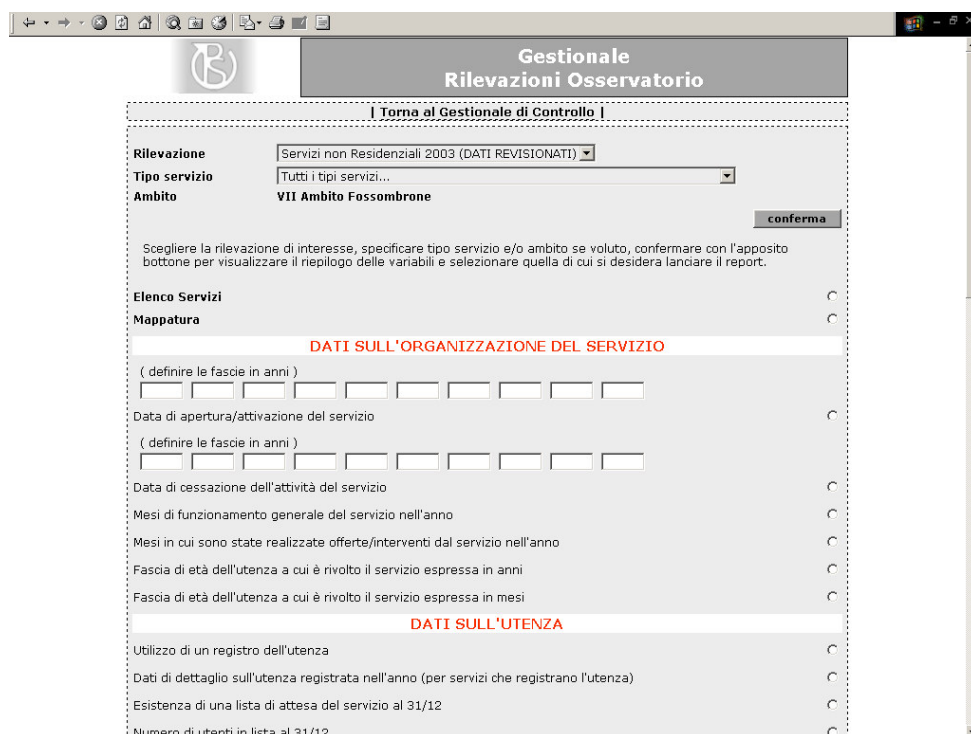 Gestionale
Rilevazioni Osservatorio
| Torna al Gestionale di Controllo |
Rilevazione Servizi non Residenziali 2003 (DATI REVISIONATI)
Tipo servizio Tutti i tipi servizi...
Ambito VII Ambito Fossombrone
conferma
Scegliere la rilevazione di interesse, specificare tipo servizio e/o ambito se voluto, confermare con l'apposito
bottone per visualizzare il riepilogo delle variabili e selezionare quella di cui si desidera lanciare il report.
Elenco Servizi
Mappatura
DATI SULL'ORGANIZZAZIONE DEL SERVIZIO
( definire le fascie in anni )
Data di apertura/attivazione del servizio
( definire le fascie in anni )
Data di cessazione dell'attività del servizio
Mesi di funzionamento generale del servizio nell'anno
Mesi in cui sono state realizzate offerte/interventi dal servizio nell'anno
Fascia di età dell'utenza a cui è rivolto il servizio espressa in anni
Fascia di età dell'utenza a cui è rivolto il servizio espressa in mesi
DATI SULL'UTENZA
Utilizzo di un registro dell'utenza
Dati di dettaglio sull'utenza registrata nell'anno (per servizi che registrano l'utenza)
Esistenza di una lista di attesa del servizio al 31/12
Numero di utenti in lista al 31/12